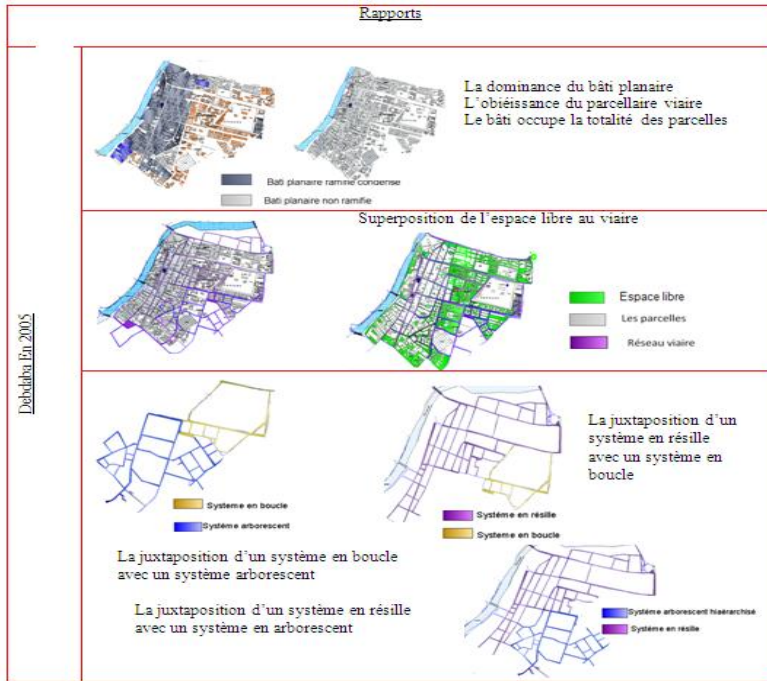 Rapports
Debdaba En 2005
La dominance du bâti planaire
L'obiéissance du parcellaire viaire
Le bâti occupe la totalité des parcelles
Bati planaire ramifie condense
Bati planaire non ramifie
Superposition de l'espace libre au viaire
Espace libre
Les parcelles
Réseau viaire
Systeme en boucle
Système arborescent
La juxtaposition d'un
système en résille
avec un système en
boucle
Système en résille
Systeme en boucle
La juxtaposition d'un système en boucle
avec un système arborescent
La juxtaposition d'un système en résille
avec un système en arborescent
Système arborescent hiaérarchisé
Système en résille